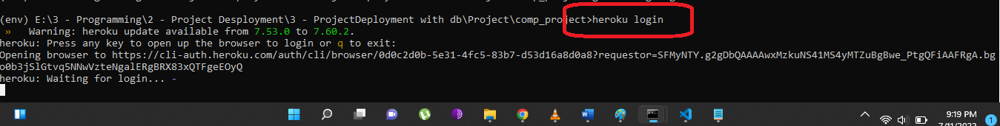 (env) E:\3 - Programming\2 - Project Desployment\3 - ProjectDeployment with db\Project\comp_project>heroku login
» Warning: heroku update available from 7.53.0 to 7.60.2.
heroku: Press any key to open up the browser to login or q to exit:
Opening browser to https://cli-auth.heroku.com/auth/cli/browser/0d0c2d0b-5e31-4fc5-83b7-d53d16a8d0a8?requestor=SFMyNTY.g2gDbQAAAAwxMzkuNS41MS4yMTZuBgBwe_PtgQFiAAFRgA.bg
o0b3jSlGtvq5NNwVzteNgalERgBRX83xQTFgeEOyQ
heroku: Waiting for login... -
9:19 PM
1